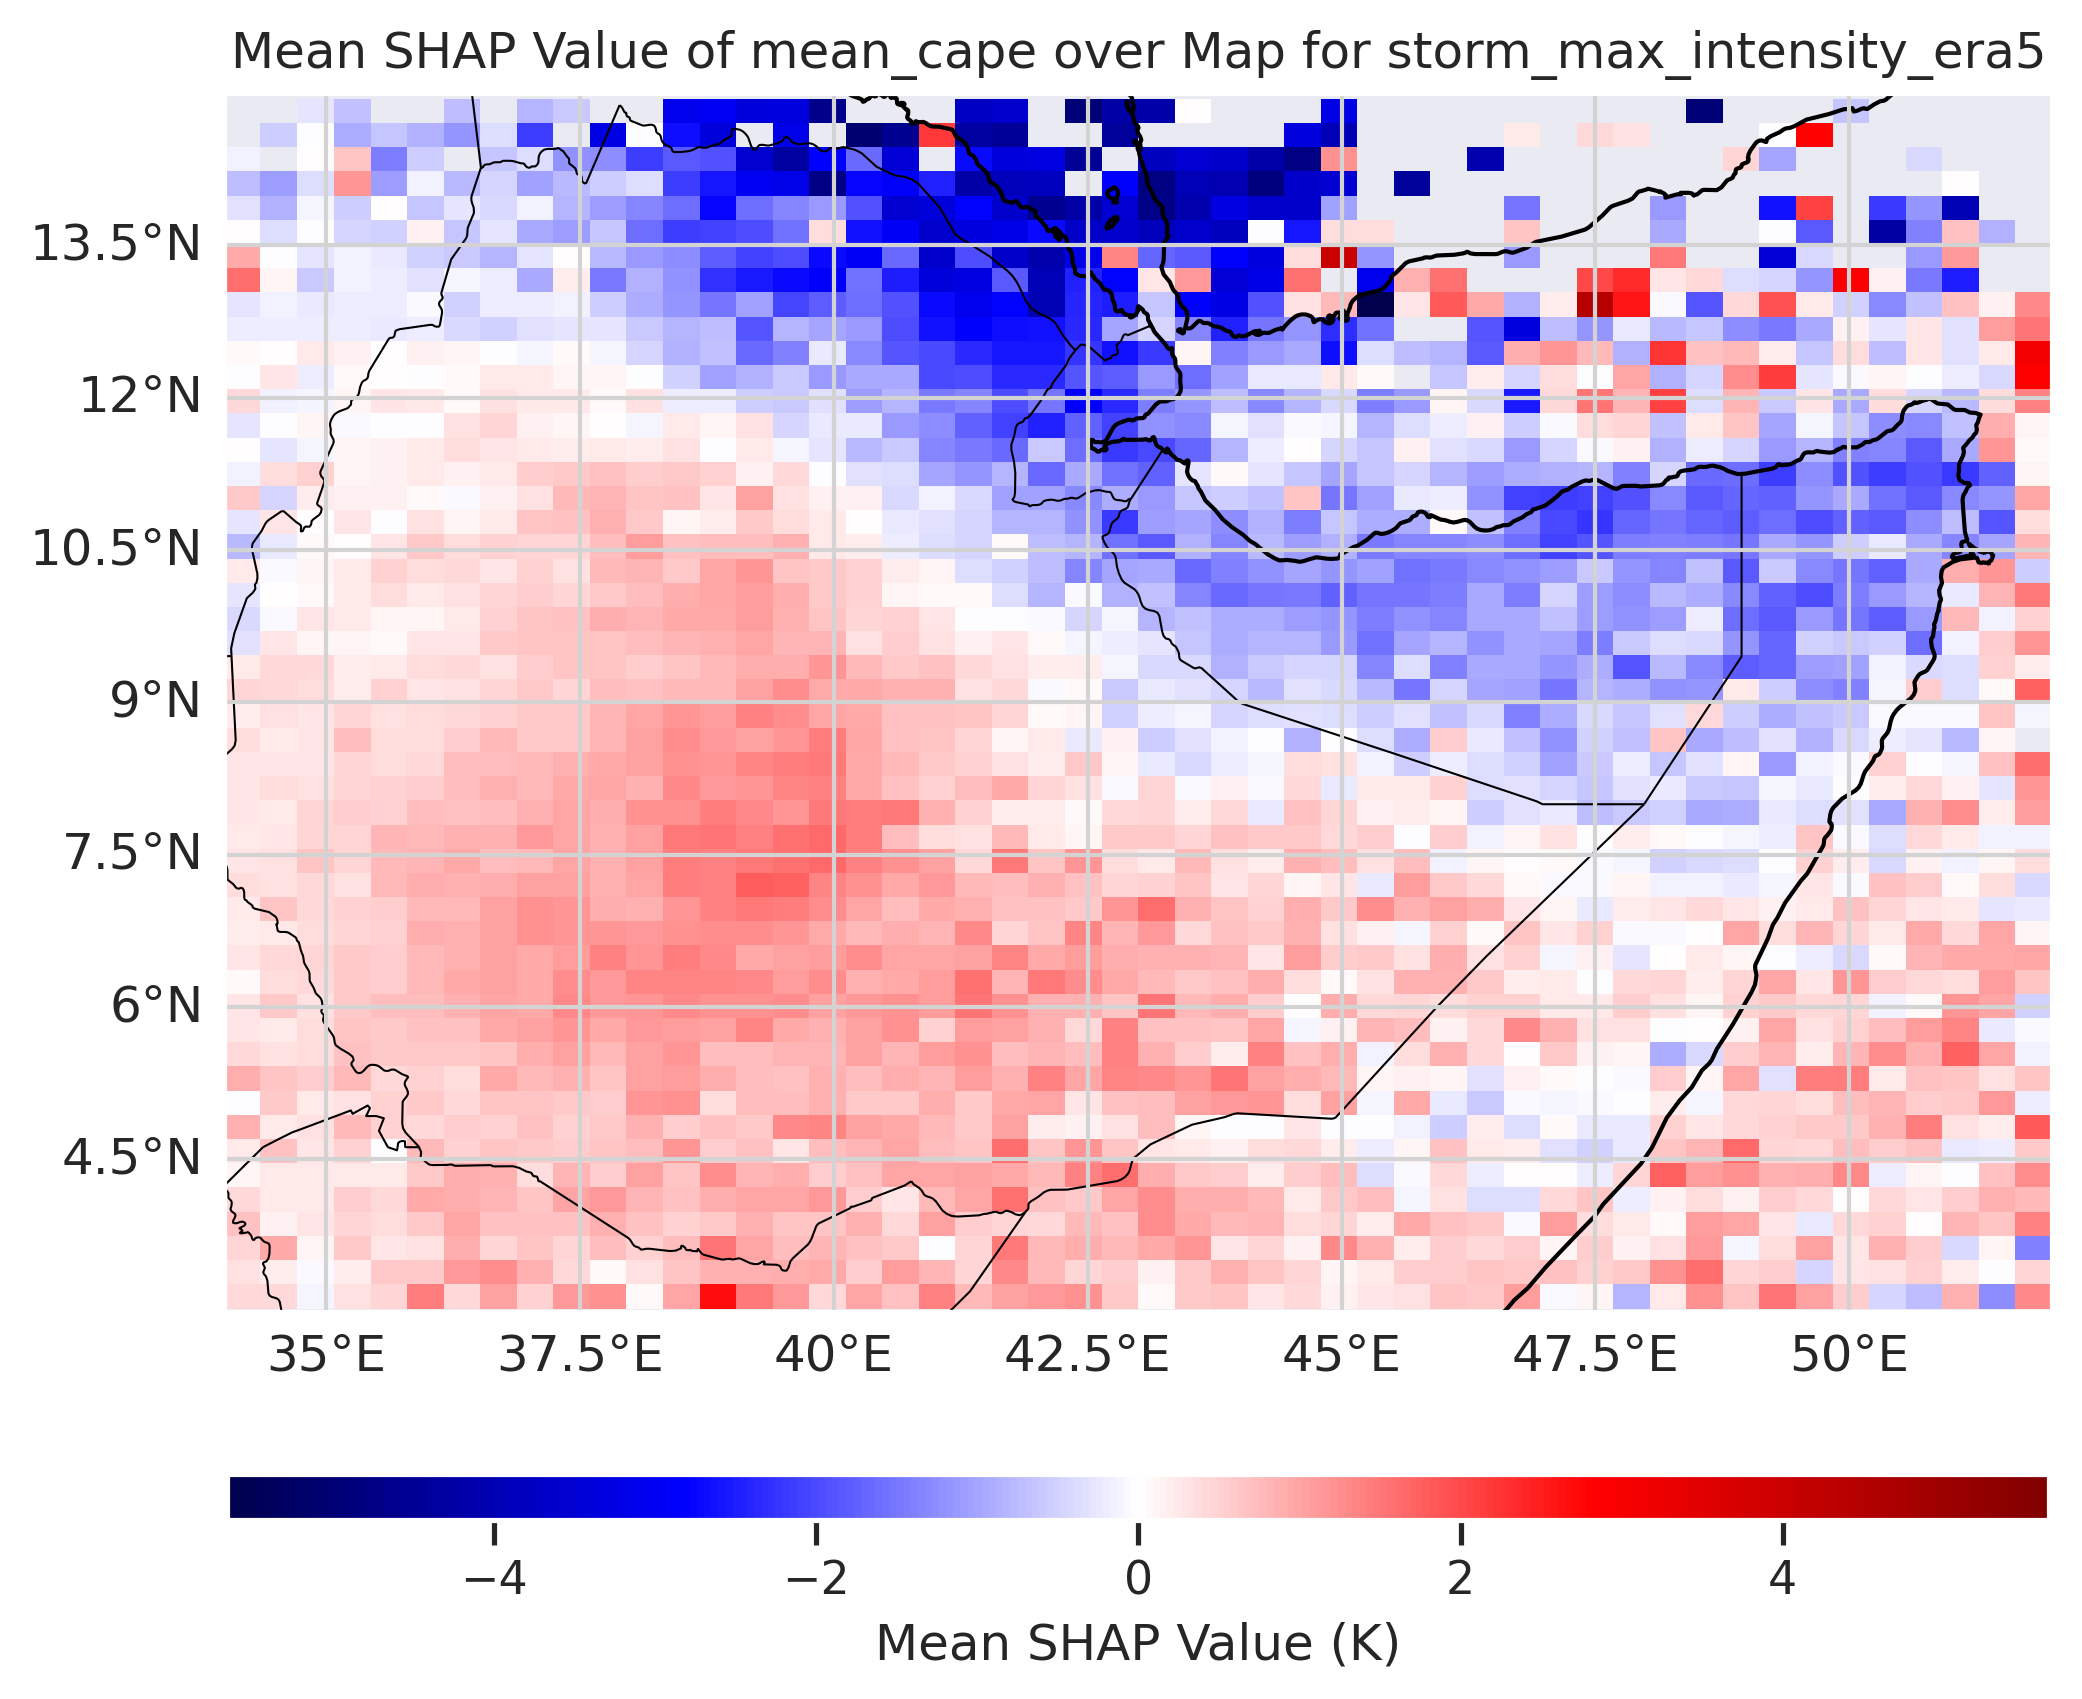 Mean SHAP Value of mean_cape over Map for storm_max_intensity_era5
13.5°N
12°N
10.5°N
9°N
7.5°N
6°N
4.5°N
35°E 37.5°E 40°E 42.5°E 45°E 47.5°E 50°E
−4 −2 0 2 4
Mean SHAP Value (K)